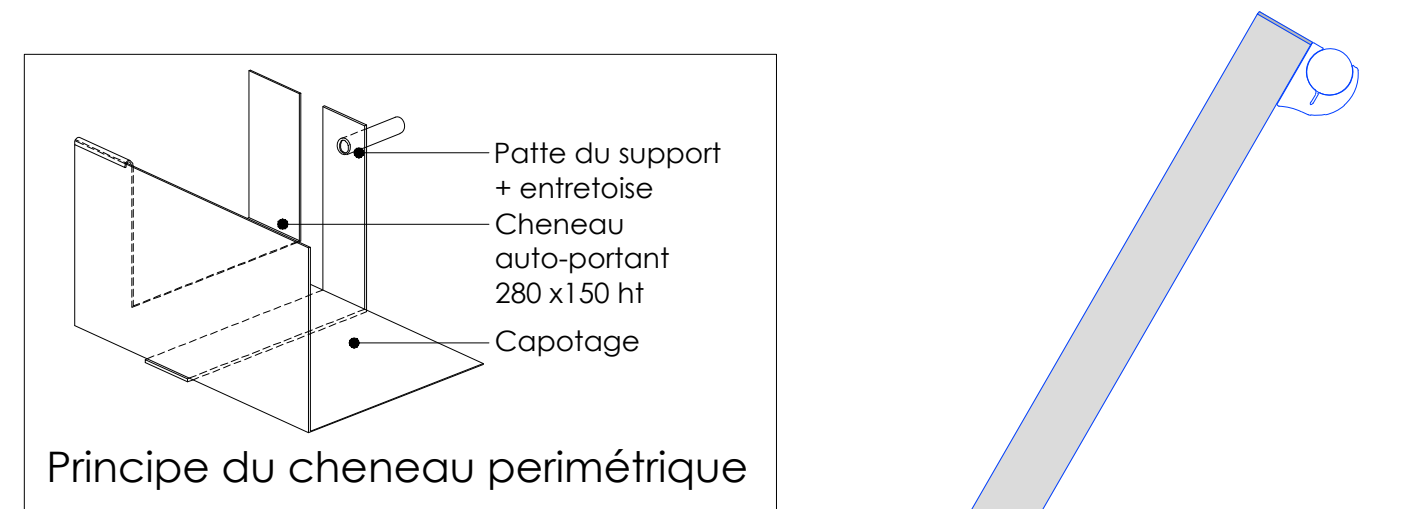 Patte du support
+ entretoise
Cheneau
auto-portant
280 x150 ht
Capotage
Principe du cheneau perimétrique